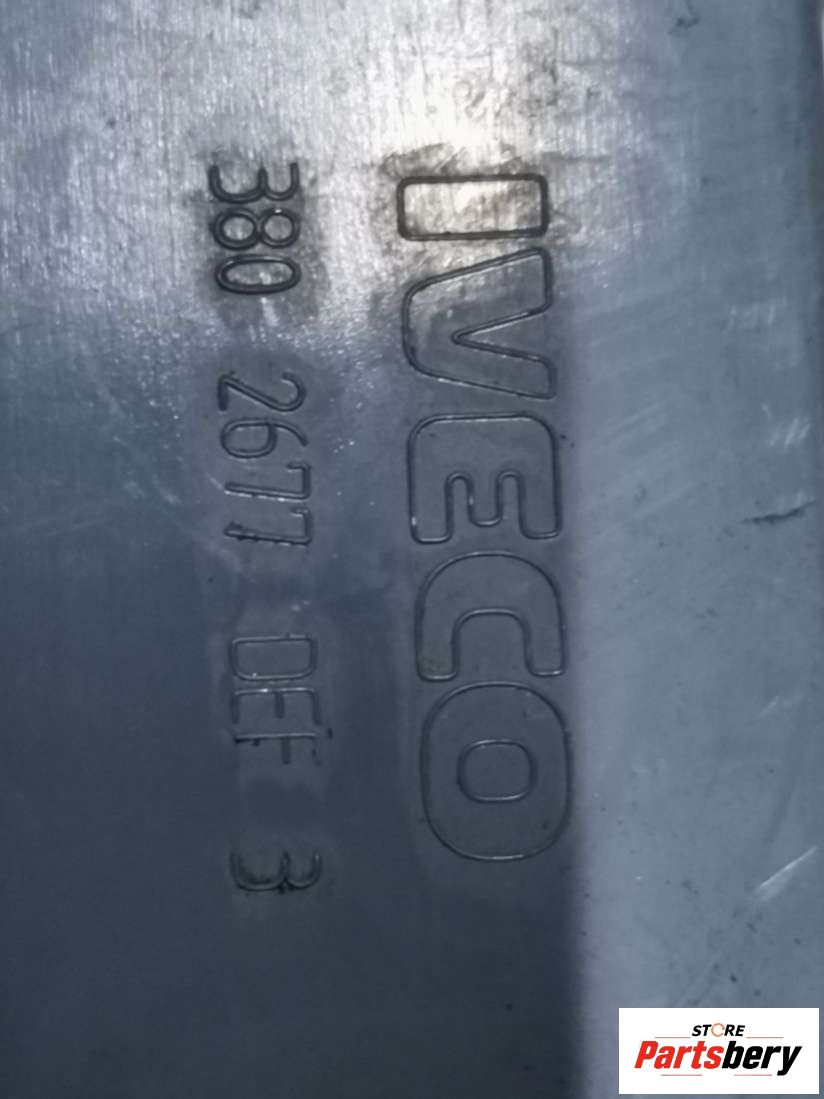 IVECO
380 2677 DEF 3
STORE
Partsbery